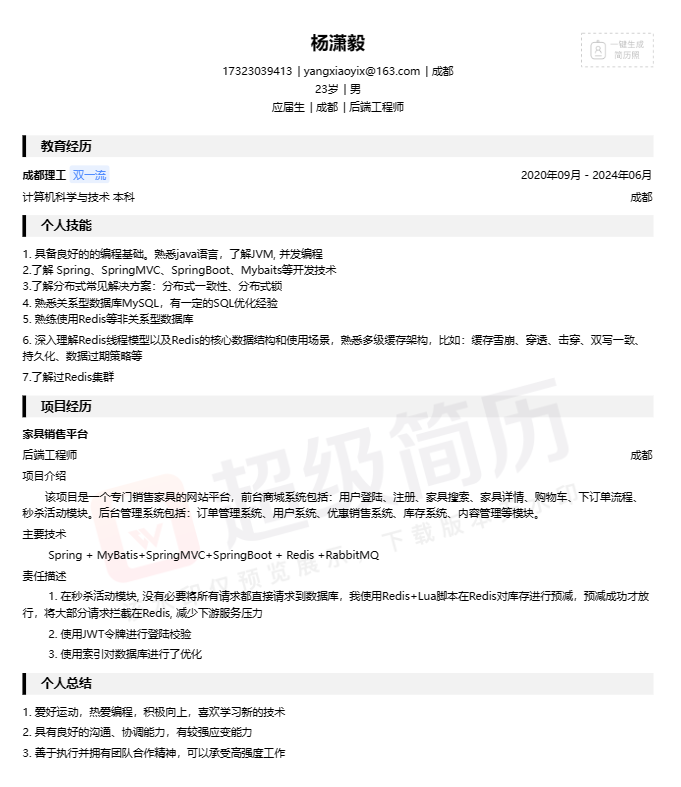 杨潇毅
一键生成
简历照
17323039413 | yangxiaoyix@163.com | 成都
23岁 | 男
应届生 | 成都 | 后端工程师
教育经历
成都理工 双一流 2020年09月 - 2024年06月
计算机科学与技术 本科 成都
个人技能
1. 具备良好的的编程基础。熟悉java语言，了解JVM, 并发编程
2.了解 Spring、SpringMVC、SpringBoot、Mybaits等开发技术
3.了解分布式常见解决方案：分布式一致性、分布式锁
4. 熟悉关系型数据库MySQL，有一定的SQL优化经验
5. 熟练使用Redis等非关系型数据库
6. 深入理解Redis线程模型以及Redis的核心数据结构和使用场景，熟悉多级缓存架构，比如：缓存雪崩、穿透、击穿、双写一致、
持久化、数据过期策略等
7.了解过Redis集群
项目经历
家具销售平台
后端工程师 成都
项目介绍
该项目是一个专门销售家具的网站平台，前台商城系统包括：用户登陆、注册、家具搜索、家具详情、购物车、下订单流程、
秒杀活动模块。后台管理系统包括：订单管理系统、用户系统、优惠销售系统、库存系统、内容管理等模块。
主要技术
Spring + MyBatis+SpringMVC+SpringBoot + Redis +RabbitMQ
责任描述
1. 在秒杀活动模块, 没有必要将所有请求都直接请求到数据库，我使用Redis+Lua脚本在Redis对库存进行预减，预减成功才放
行，将大部分请求拦截在Redis, 减少下游服务压力
2. 使用JWT令牌进行登陆校验
3. 使用索引对数据库进行了优化
个人总结
1. 爱好运动，热爱编程，积极向上，喜欢学习新的技术
2. 具有良好的沟通、协调能力，有较强应变能力
3. 善于执行并拥有团队合作精神，可以承受高强度工作
超级简历